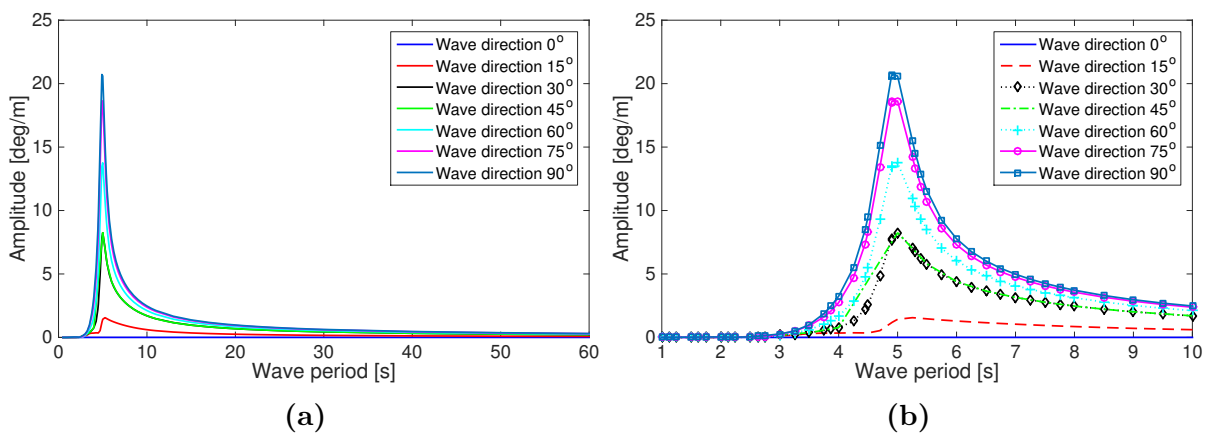 25
20
15
10
5
0
Amplitude [deg/m]
0 10 20 30 40 50 60
Wave period [s]
Wave direction 0°
Wave direction 15°
Wave direction 30°
Wave direction 45°
Wave direction 60°
Wave direction 75°
Wave direction 90°
(a)
25
20
15
10
5
0
Amplitude [deg/m]
1 2 3 4 5 6 7 8 9 10
Wave period [s]
Wave direction 0°
Wave direction 15°
Wave direction 30°
Wave direction 45°
Wave direction 60°
Wave direction 75°
Wave direction 90°
(b)